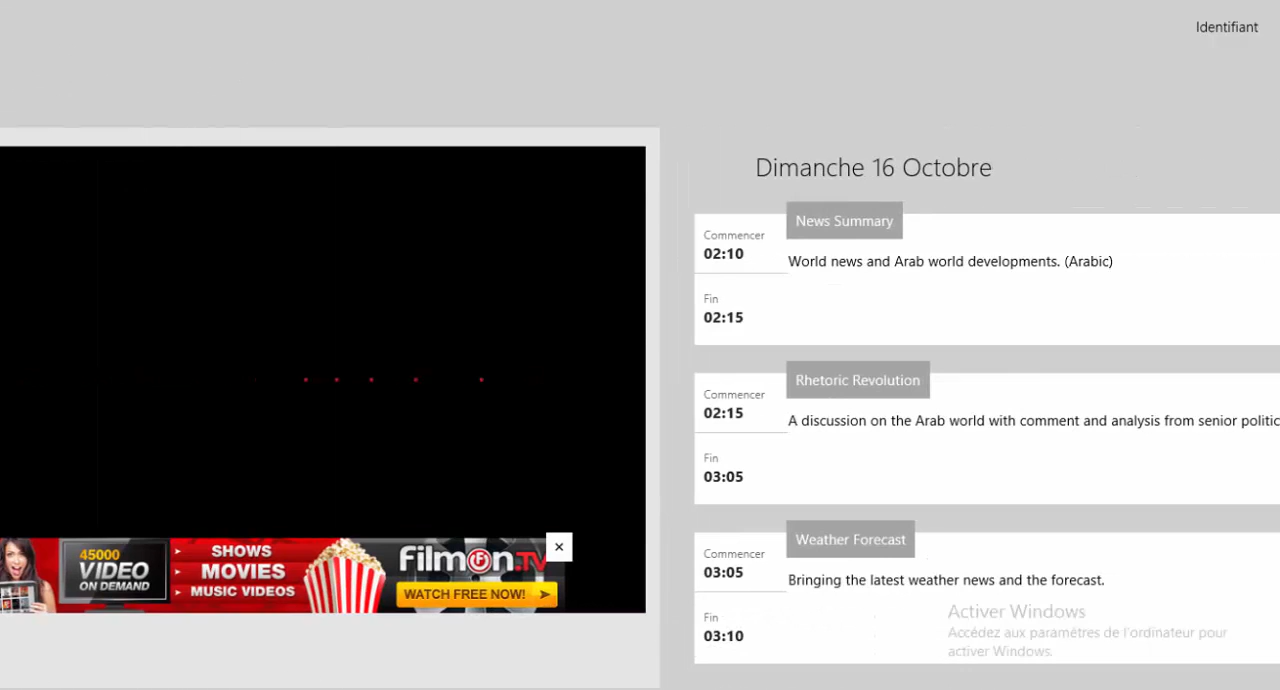 Identifiant
Dimanche 16 Octobre
News Summary
Commencer
02:10
World news and Arab world developments. (Arabic)
Fin
02:15
Rhetoric Revolution
Commencer
02:15
A discussion on the Arab world with comment and analysis from senior politic
Fin
03:05
Weather Forecast
Commencer
03:05
Bringing the latest weather news and the forecast.
Fin
03:10
45000
VIDEO
ON DEMAND
SHOWS
MOVIES
MUSIC VIDEOS
FilmOn.TV
WATCH FREE NOW!
Activer Windows
Accédez aux paramètres de l'ordinateur pour
activer Windows.